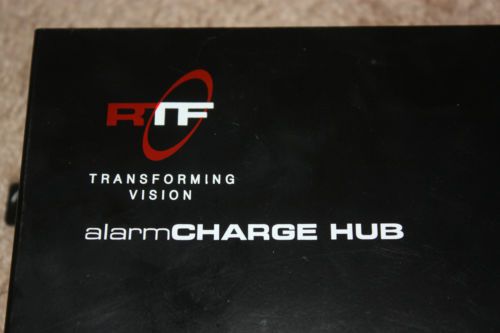 RTF
TRANSFORMING
VISION
alarmCHARGE HUB